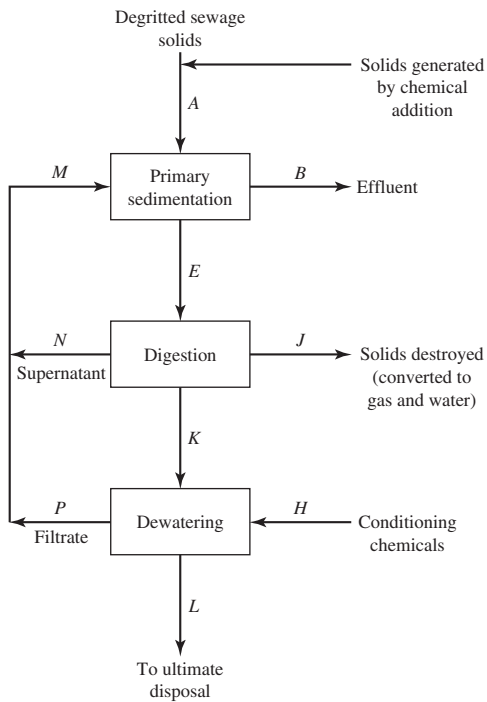 Degritted sewage
solids
Solids generated
by chemical
addition
A
M
Primary
sedimentation
B
Effluent
E
N
Supernatant
Digestion
J
Solids destroyed
(converted to
gas and water)
K
P
Filtrate
Dewatering
H
Conditioning
chemicals
L
To ultimate
disposal